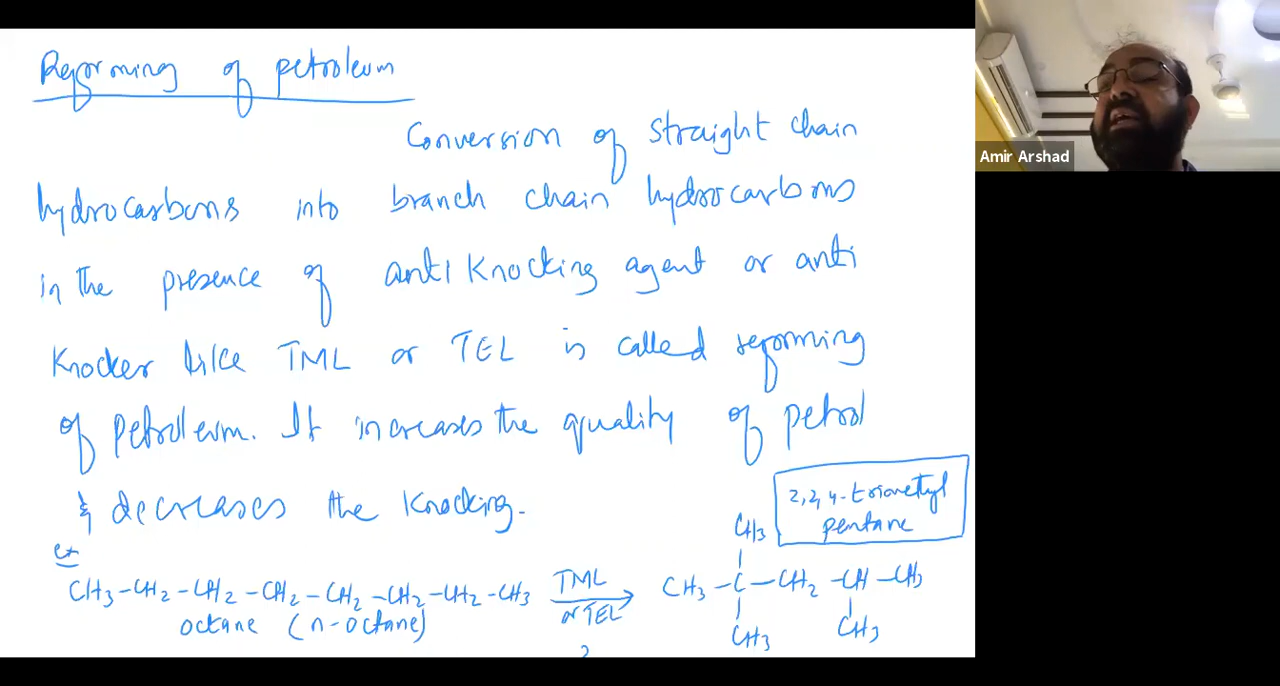 Reforming of petroleum
Conversion of straight chain
hydrocarbons into branch chain hydrocarbons
in the presence of anti knocking agent or anti
Knocker like TML or TEL is called reforming
of petroleum. It increases the quality of petrol
& decreases the knocking.
2,2,4-trimethyl
pentane
ex
CH3-CH2-CH2-CH2-CH2-CH2-CH2-CH3 TML or TEL → CH3-C-CH2-CH-CH3
CH3
CH3
CH3
octane (n-octane)
Amir Arshad